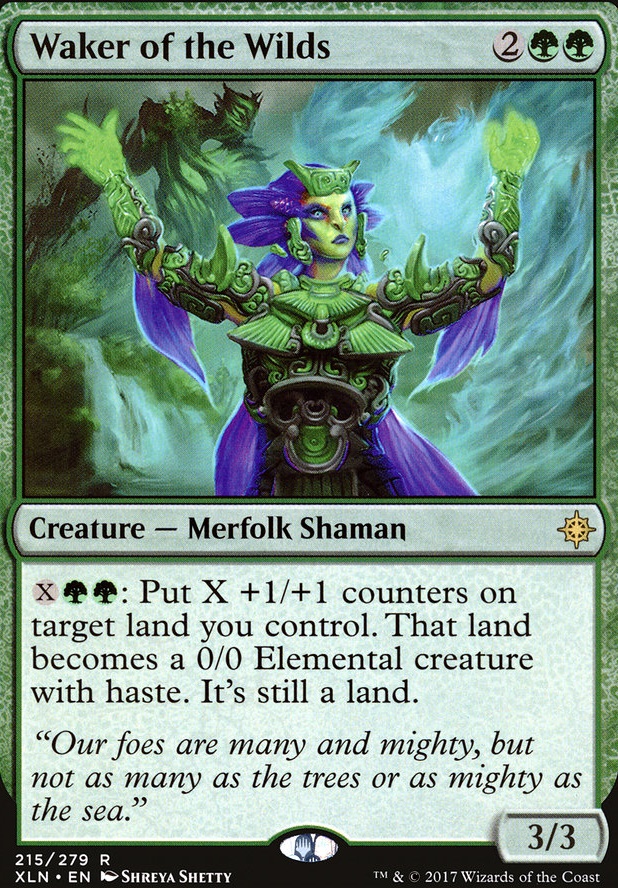 Waker of the Wilds 2
Creature — Merfolk Shaman
X: Put X +1/+1 counters on
target land you control. That land
becomes a 0/0 Elemental creature
with haste. It's still a land.
“Our foes are many and mighty, but
not as many as the trees or as mighty as
the sea.”
3/3
215/279 R
XLN • EN SHREYA SHETTY
™ & © 2017 Wizards of the Coast